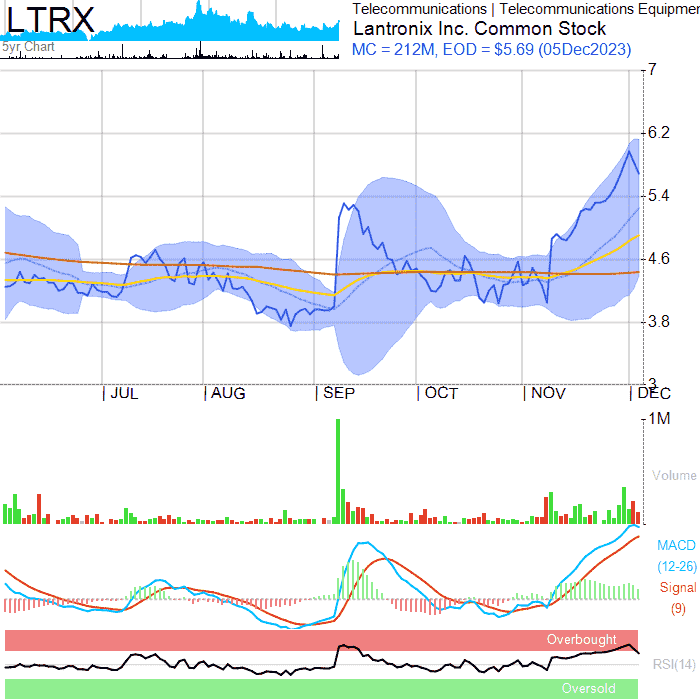 LTRX
5yr Chart
Telecommunications | Telecommunications Equipmen
Lantronix Inc. Common Stock
MC = 212M, EOD = $5.69 (05Dec2023)
7
6.2
5.4
4.6
3.8
3
JUL
AUG
SEP
OCT
NOV
DEC
1M
Volume
MACD
(12-26)
Signal
(9)
Overbought
RSI(14)
Oversold